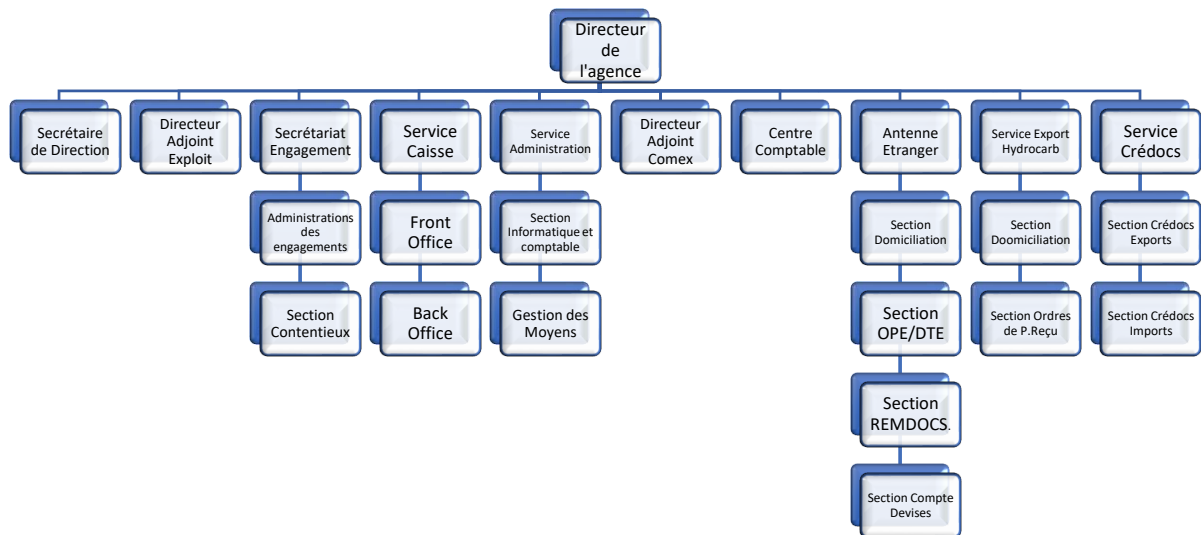 Directeur
de
l'agence
Secrétaire
de Direction
Directeur
Adjoint
Exploit
Secrétariat
Engagement
Service
Caisse
Service
Administration
Directeur
Adjoint
Comex
Centre
Comptable
Antenne
Etranger
Service Export
Hydrocarb
Service
Crédocs
Administrations
des
engagements
Front
Office
Section
Informatique et
comptable
Section
Domiciliation
Section
Doomiciliation
Section Crédocs
Exports
Section
Contentieux
Back
Office
Gestion des
Moyens
Section
OPE/DTE
Section Ordres
de P.Reçu
Section Crédocs
Imports
Section
REMDOCS.
Section Compte
Devises